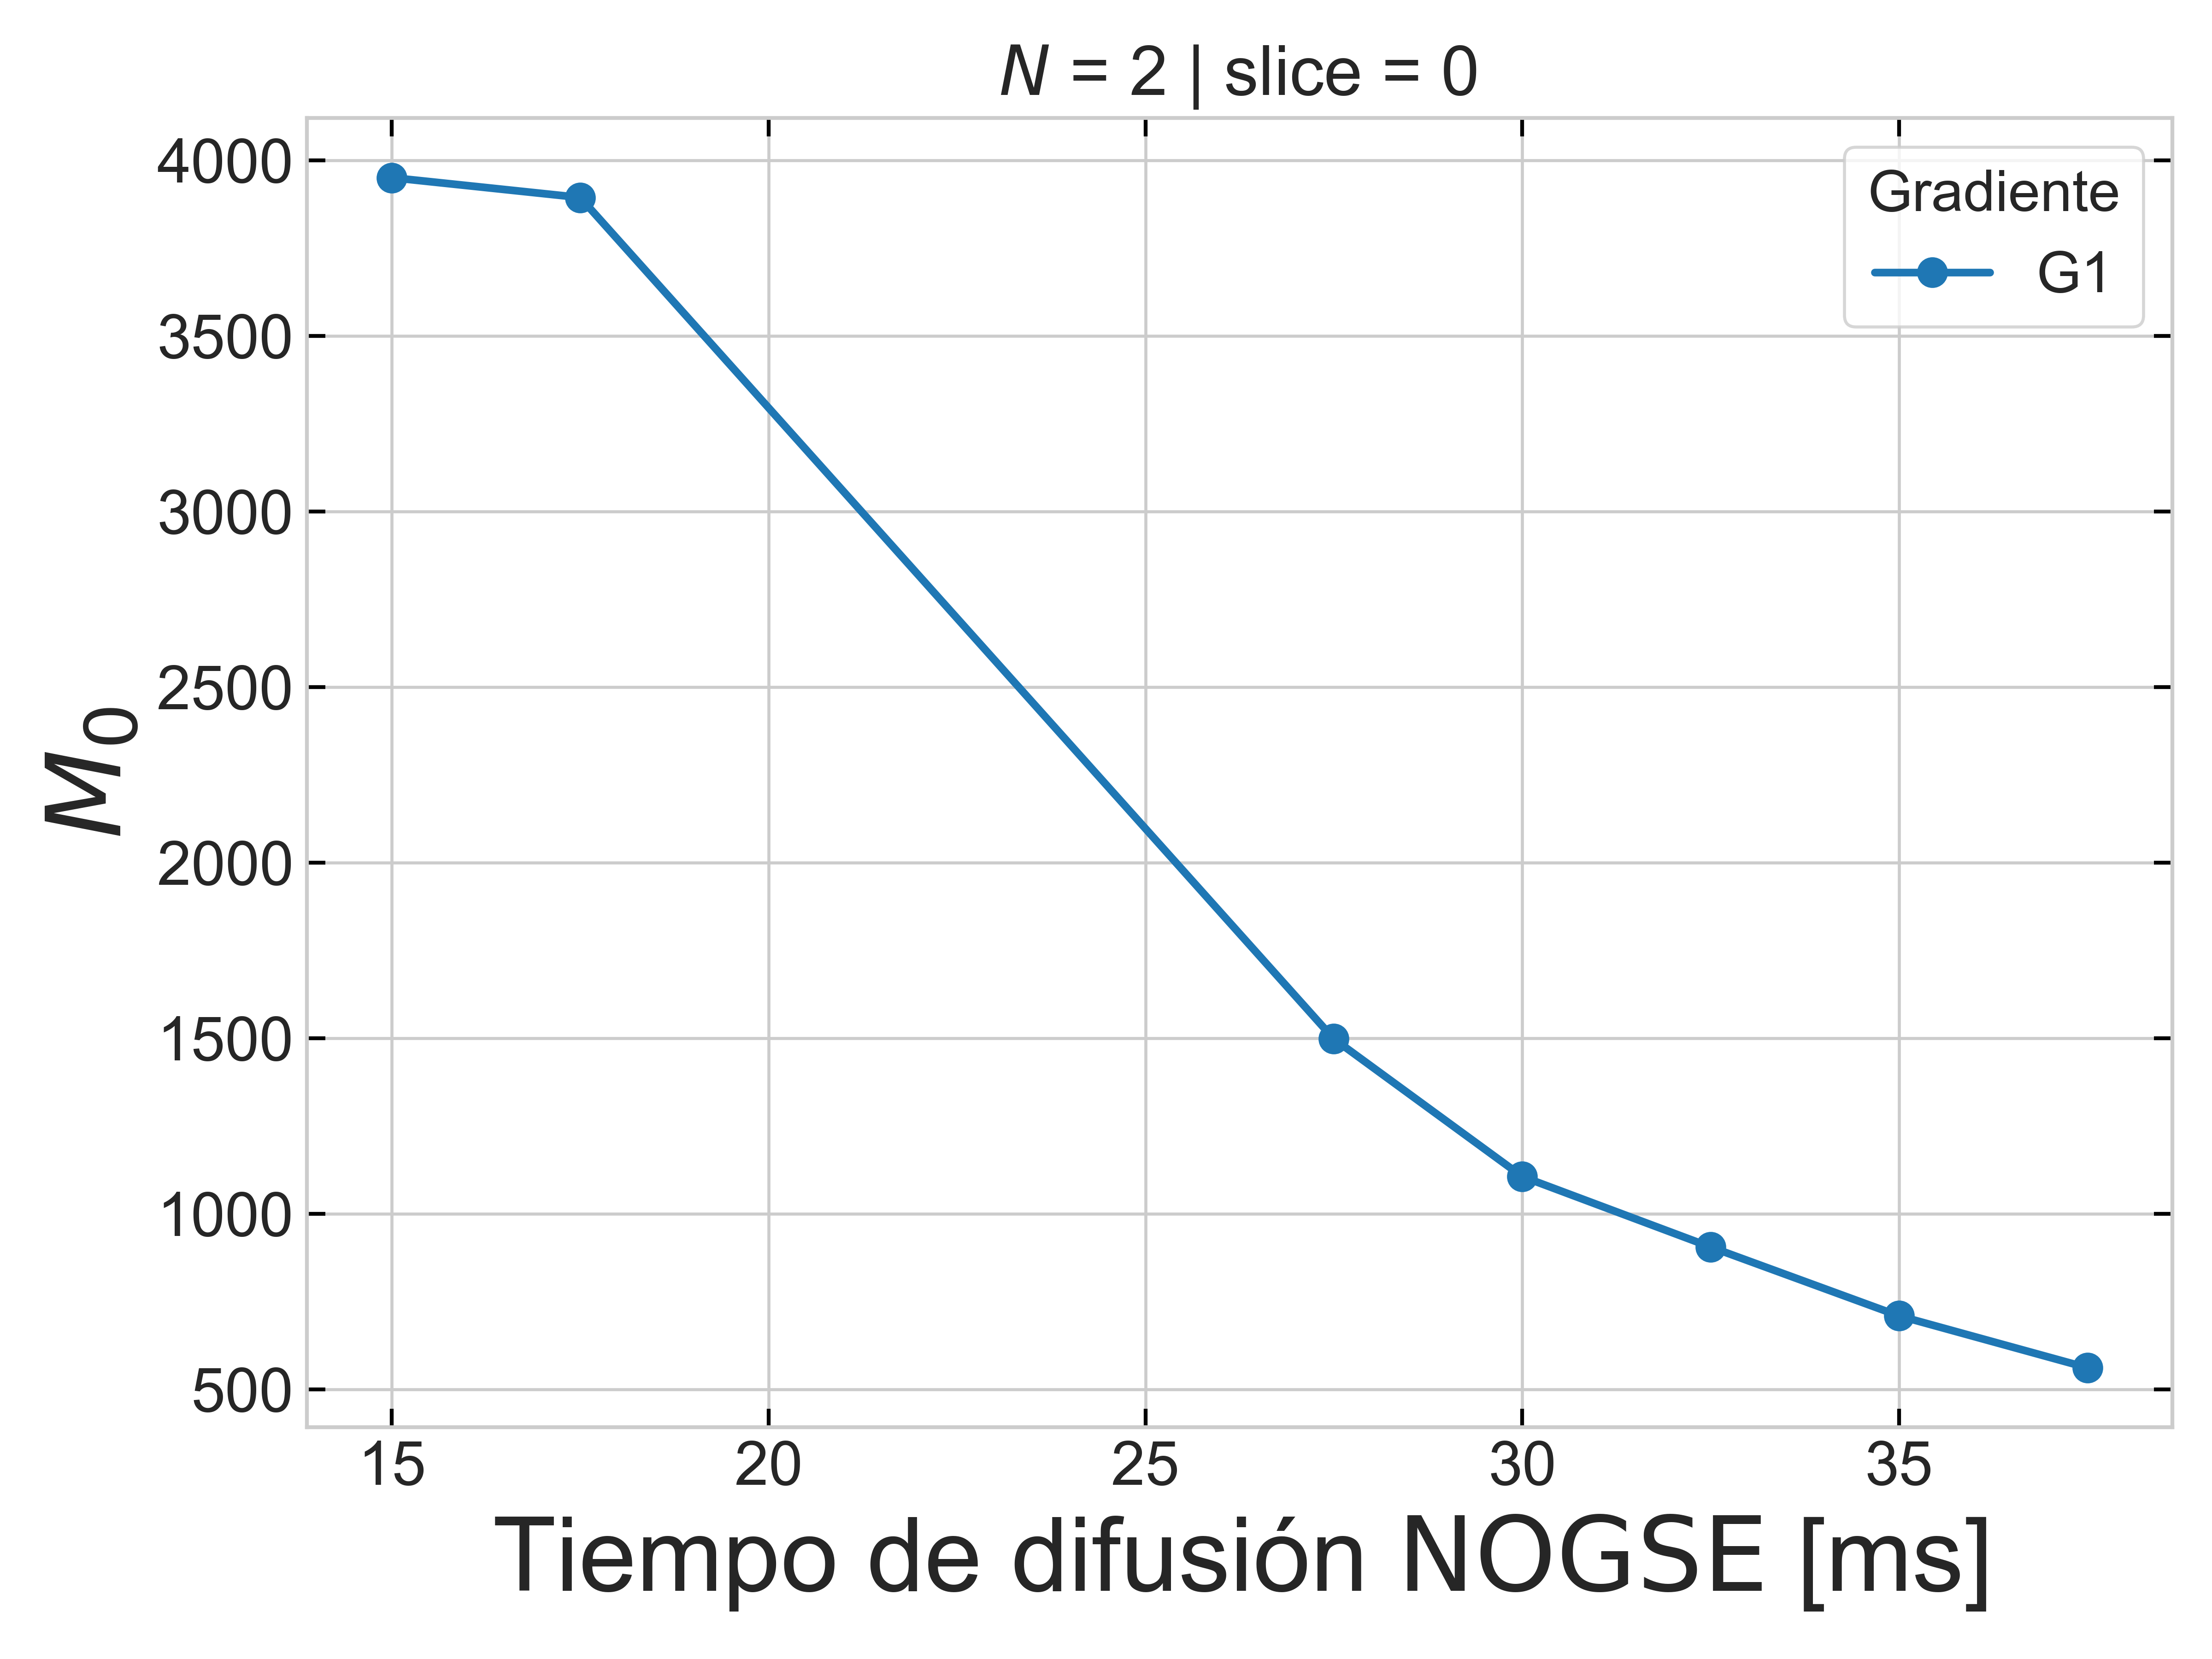 N = 2 | slice = 0
4000
3500
3000
2500
2000
1500
1000
500
M0
Gradiente
G1
15 20 25 30 35
Tiempo de difusión NOGSE [ms]